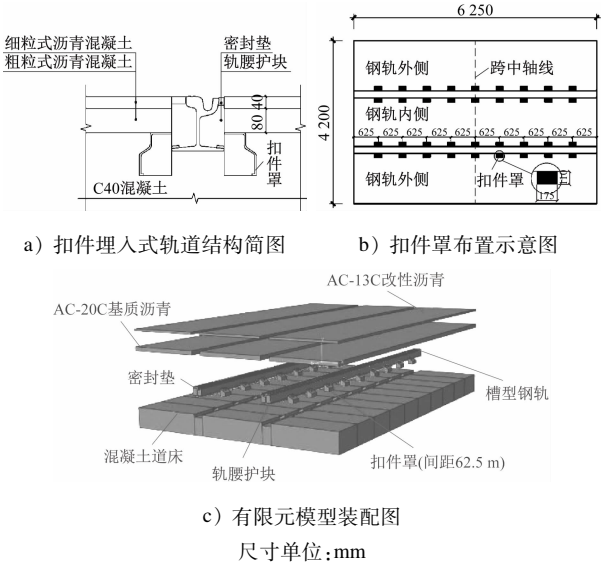 细粒式沥青混凝土
粗粒式沥青混凝土
密封垫
轨腰护块
40
80
扣件罩
C40混凝土
a）扣件埋入式轨道结构简图
6 250
4 200
钢轨外侧
跨中轴线
钢轨内侧
625 625 625 625 625 625 625 625 625
钢轨外侧
扣件罩
175
b）扣件罩布置示意图
AC-13C改性沥青
AC-20C基质沥青
密封垫
槽型钢轨
混凝土道床
轨腰护块
扣件罩(间距62.5 m)
c）有限元模型装配图
尺寸单位:mm